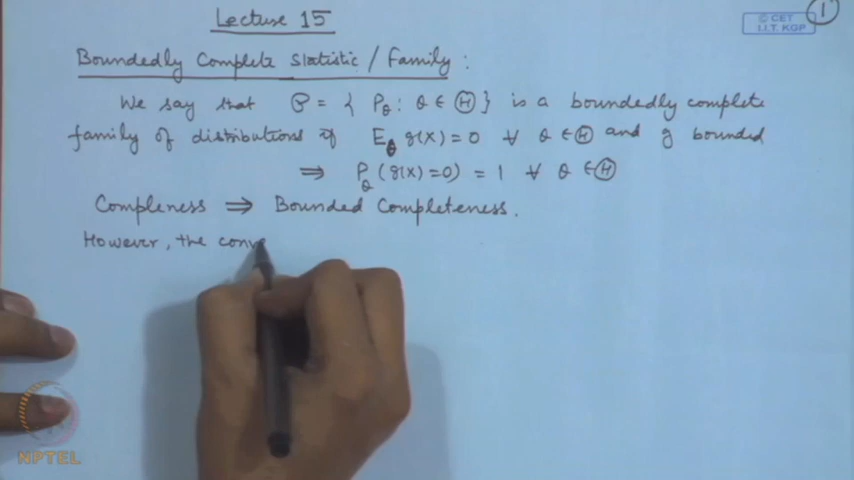 Lecture 15
© CET
I.I.T. KGP
1
Boundedly Complete Statistic / Family :
We say that 𝒫 = { P_θ : θ ∈ Ⓗ } is a boundedly complete
family of distributions if E_θ g(X) = 0 ∀ θ ∈ Ⓗ and g bounded
⇒ P_θ (g(X) = 0) = 1 ∀ θ ∈ Ⓗ
Compleness ⇒ Bounded Completeness.
However, the conve
NPTEL